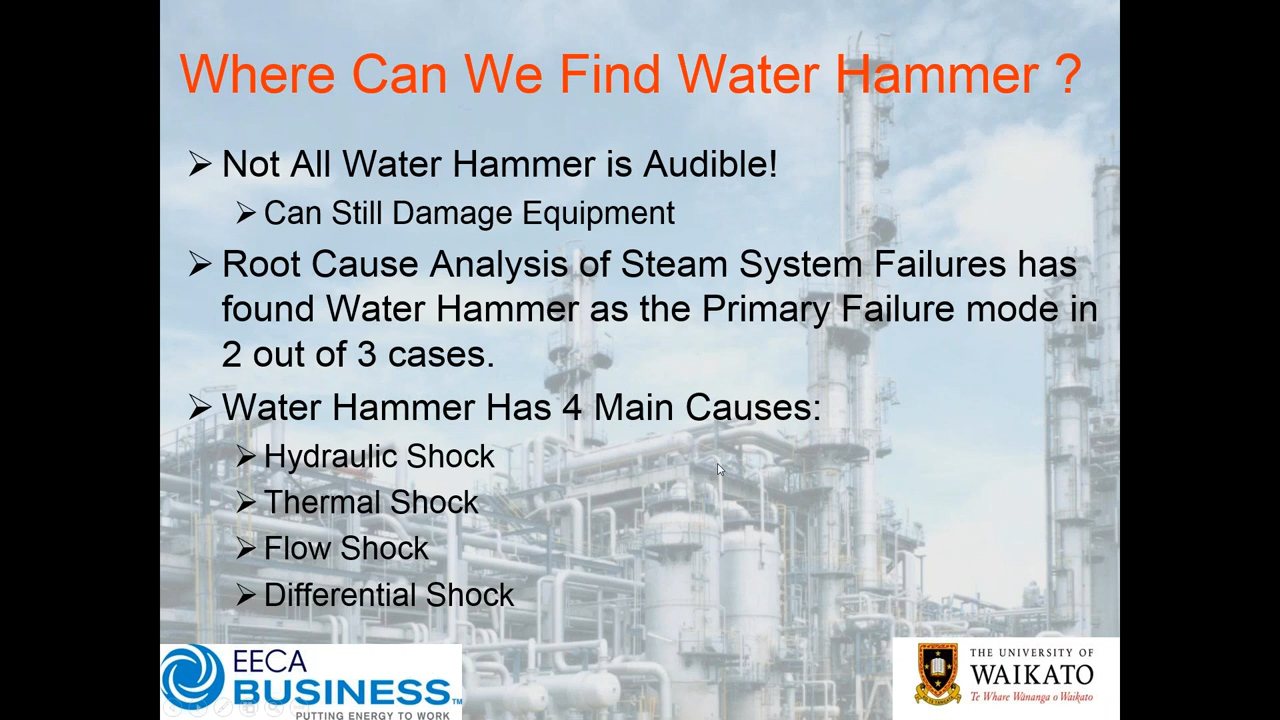 Where Can We Find Water Hammer ?
Not All Water Hammer is Audible!
Can Still Damage Equipment
Root Cause Analysis of Steam System Failures has
found Water Hammer as the Primary Failure mode in
2 out of 3 cases.
Water Hammer Has 4 Main Causes:
Hydraulic Shock
Thermal Shock
Flow Shock
Differential Shock
EECA
BUSINESS™
PUTTING ENERGY TO WORK
THE UNIVERSITY OF
WAIKATO
Te Whare Wānanga o Waikato